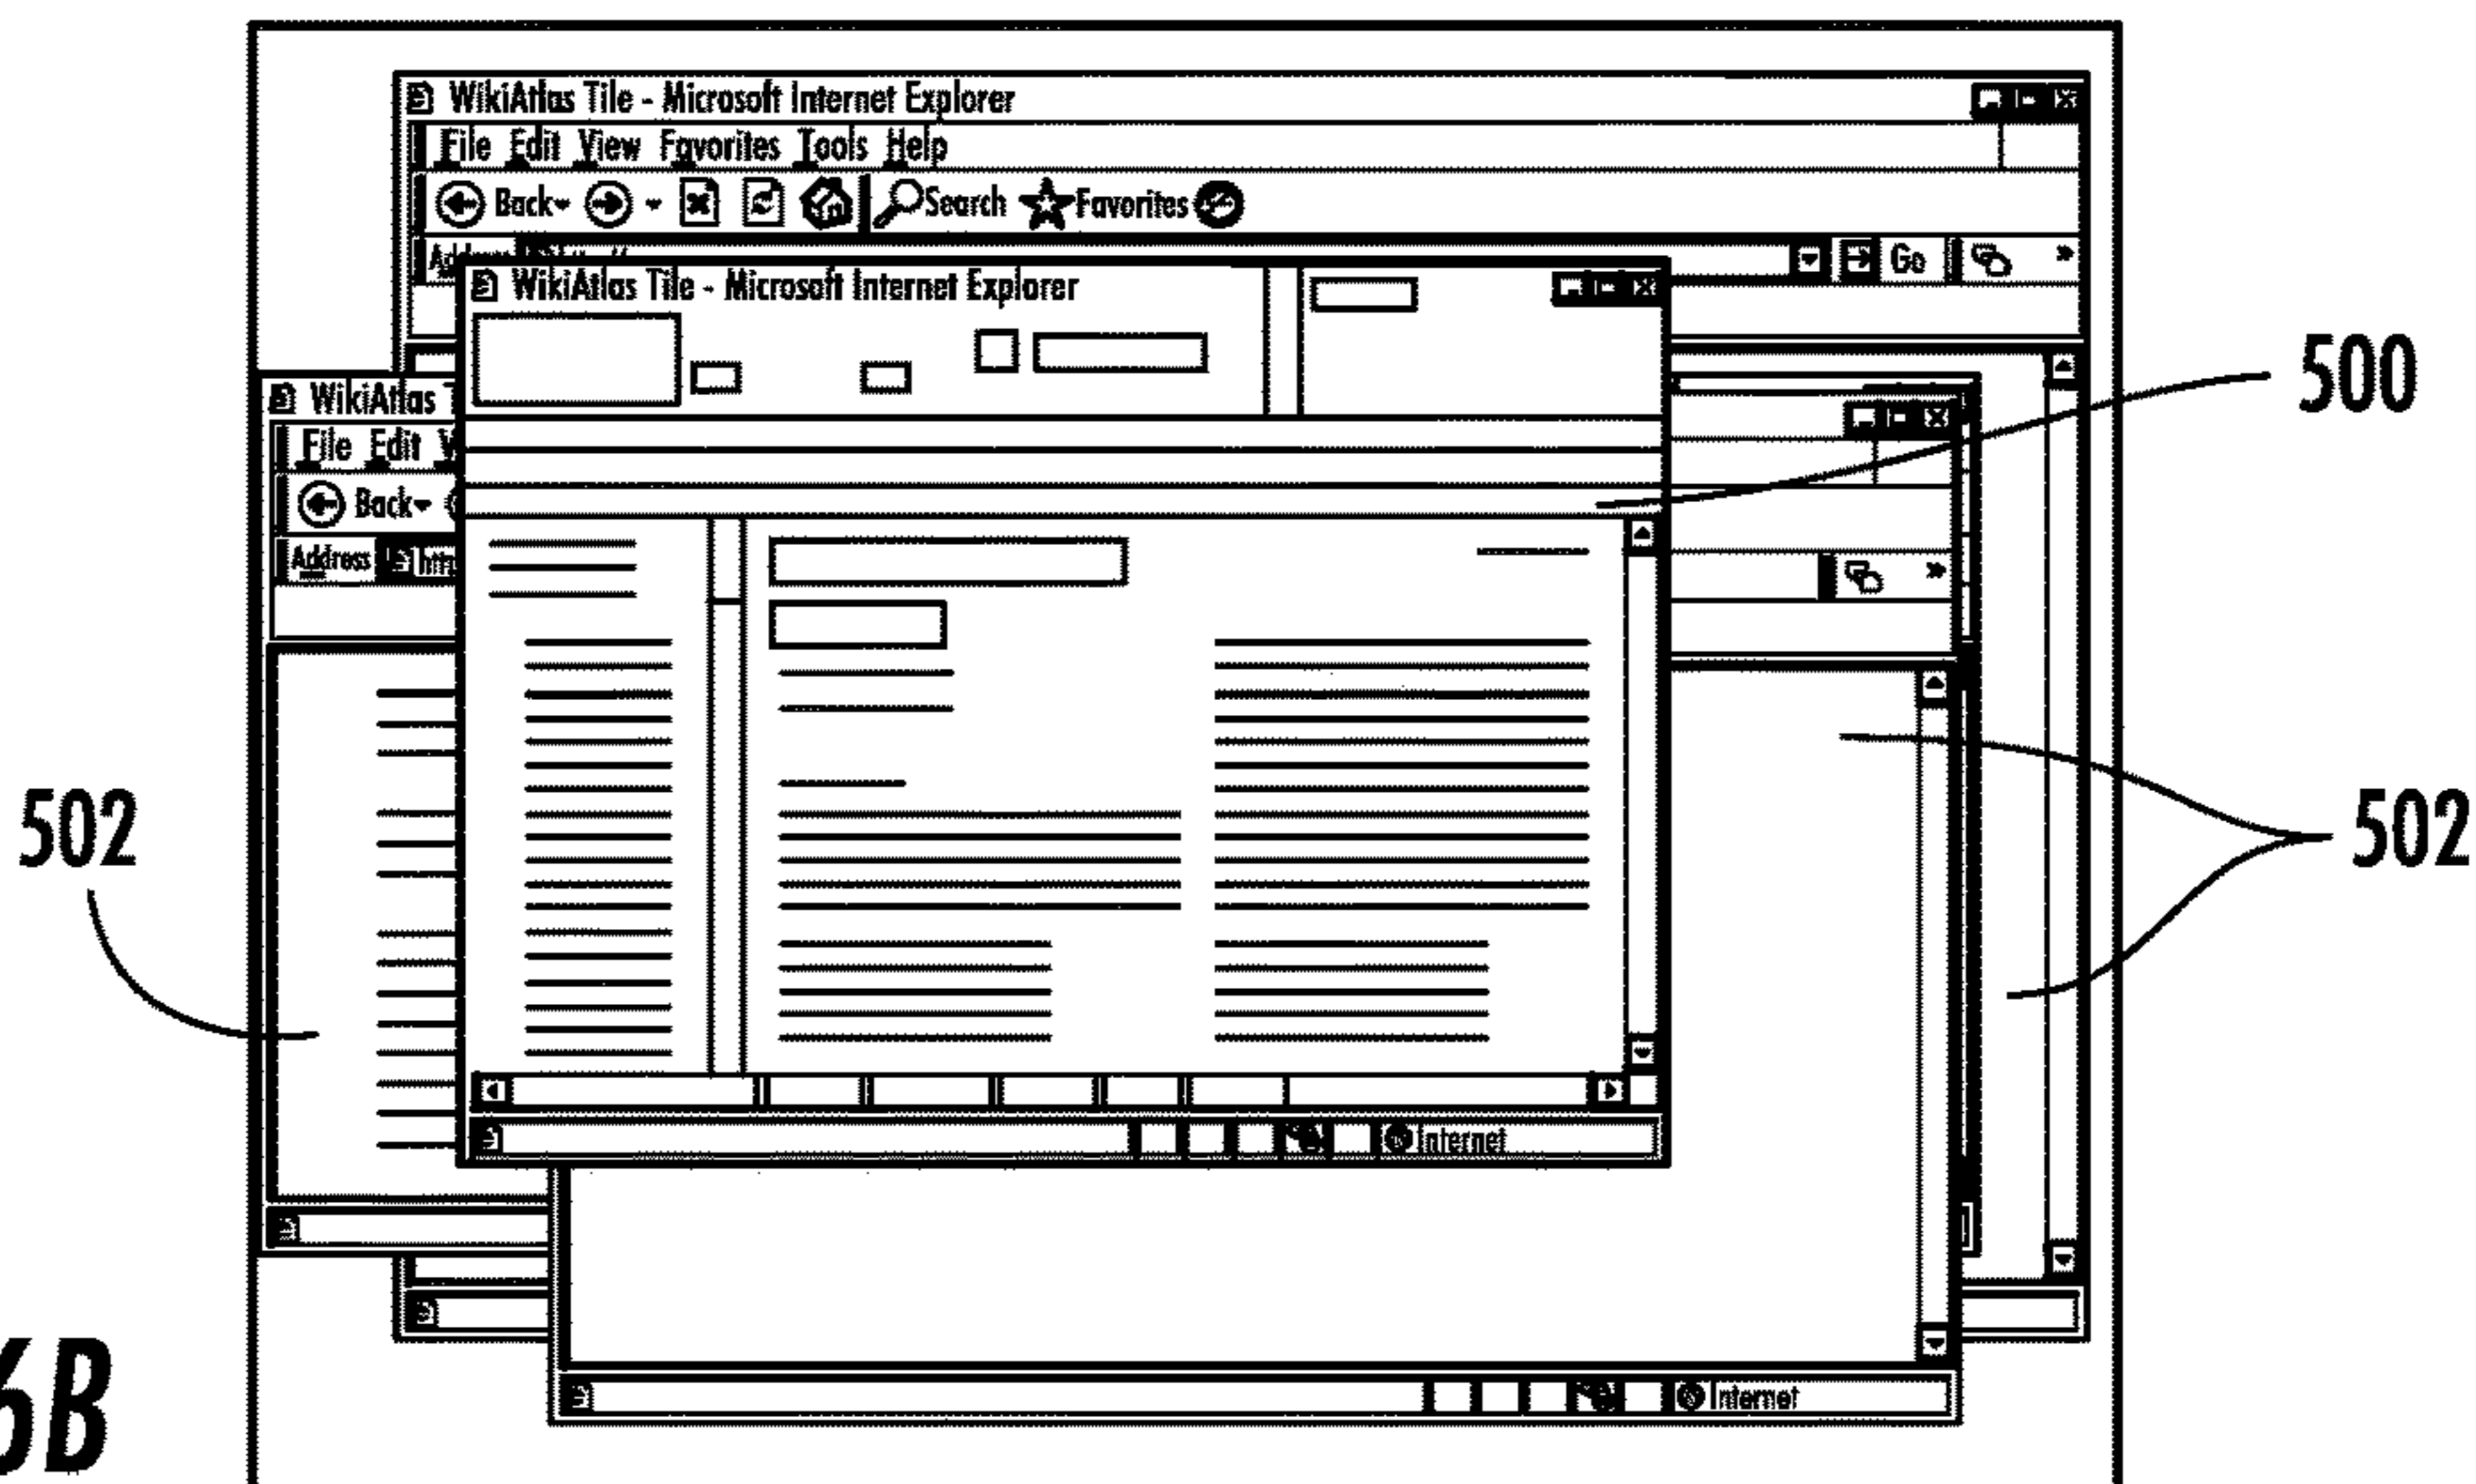 WikiAtlas Tile - Microsoft Internet Explorer
File Edit View Favorites Tools Help
Back Search Favorites
Go
WikiAtlas Tile - Microsoft Internet Explorer
500
WikiAtlas
File Edit
Back
Address
502
502
Internet
Internet
6B